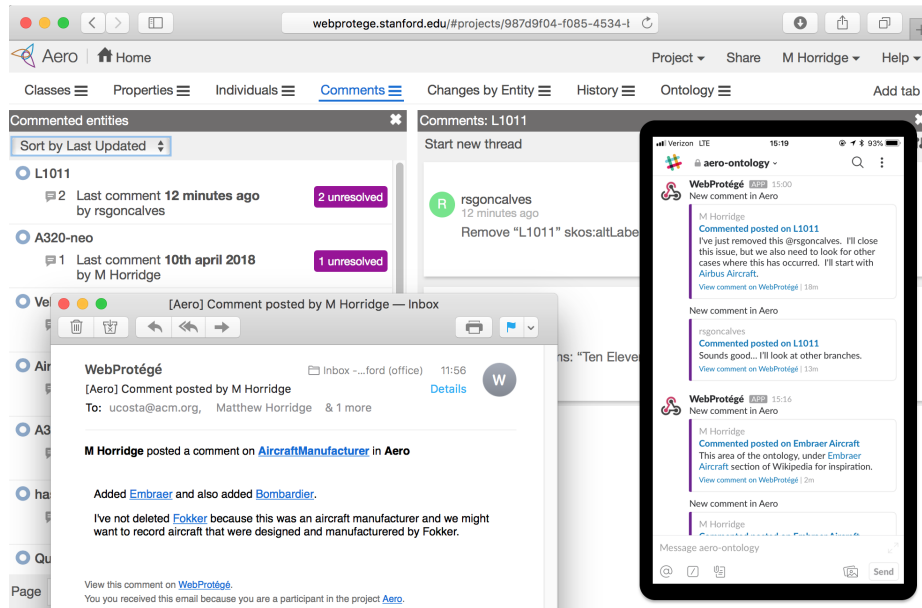 webprotege.stanford.edu/#projects/987d9f04-f085-4534-
Aero Home Project Share M Horridge Help
Classes Properties Individuals Comments Changes by Entity History Ontology Add tab
Commented entities
Sort by Last Updated
L1011
2 Last comment 12 minutes ago
by rsgoncalves
2 unresolved
A320-neo
1 Last comment 10th april 2018
by M Horridge
1 unresolved
Vel
Air
A3
has
Qu
Page
Comments: L1011
Start new thread
R rsgoncalves
12 minutes ago
Remove “L1011” skos:altLabe
ns: “Ten Eleven
[Aero] Comment posted by M Horridge — Inbox
WebProtégé
Inbox -...ford (office) 11:56
W
[Aero] Comment posted by M Horridge
Details
To: ucosta@acm.org, Matthew Horridge & 1 more
M Horridge posted a comment on AircraftManufacturer in Aero
Added Embraer and also added Bombardier.
I've not deleted Fokker because this was an aircraft manufacturer and we might
want to record aircraft that were designed and manufacturered by Fokker.
View this comment on WebProtégé.
You you received this email because you are a participant in the project Aero.
Verizon LTE 15:19 93%
aero-ontology
WebProtégé APP 15:00
New comment in Aero
M Horridge
Commented posted on L1011
I've just removed this @rsgoncalves. I'll close
this issue, but we also need to look for other
cases where this has occurred. I'll start with
Airbus Aircraft.
View comment on WebProtégé | 18m
New comment in Aero
rsgoncalves
Commented posted on L1011
Sounds good... I'll look at other branches.
View comment on WebProtégé | 13m
WebProtégé APP 15:16
New comment in Aero
M Horridge
Commented posted on Embraer Aircraft
This area of the ontology, under Embraer
Aircraft section of Wikipedia for inspiration.
View comment on WebProtégé | 2m
New comment in Aero
M Horridge
Commented posted on Embraer Aircraft
Message aero-ontology
@ Send